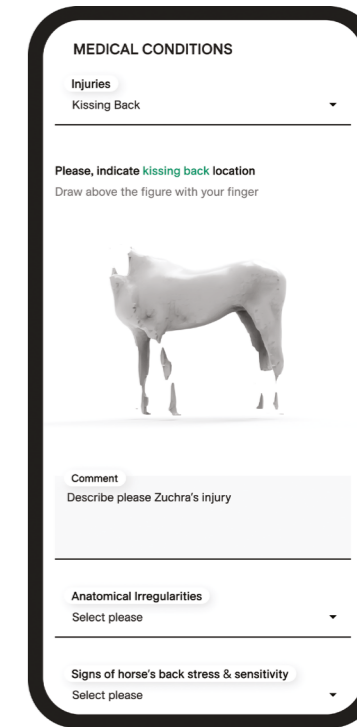 MEDICAL CONDITIONS
Injuries
Kissing Back
Please, indicate kissing back location
Draw above the figure with your finger
Comment
Describe please Zuchra's injury
Anatomical Irregularities
Select please
Signs of horse's back stress & sensitivity
Select please